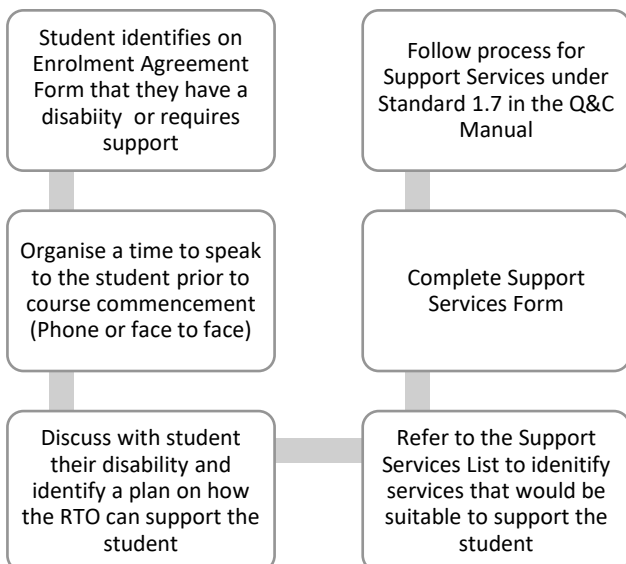 Student identifies on
Enrolment Agreement
Form that they have a
disabiity or requires
support
Organise a time to speak
to the student prior to
course commencement
(Phone or face to face)
Discuss with student
their disability and
identify a plan on how
the RTO can support the
student
Refer to the Support
Services List to idenitify
services that would be
suitable to support the
student
Complete Support
Services Form
Follow process for
Support Services under
Standard 1.7 in the Q&C
Manual